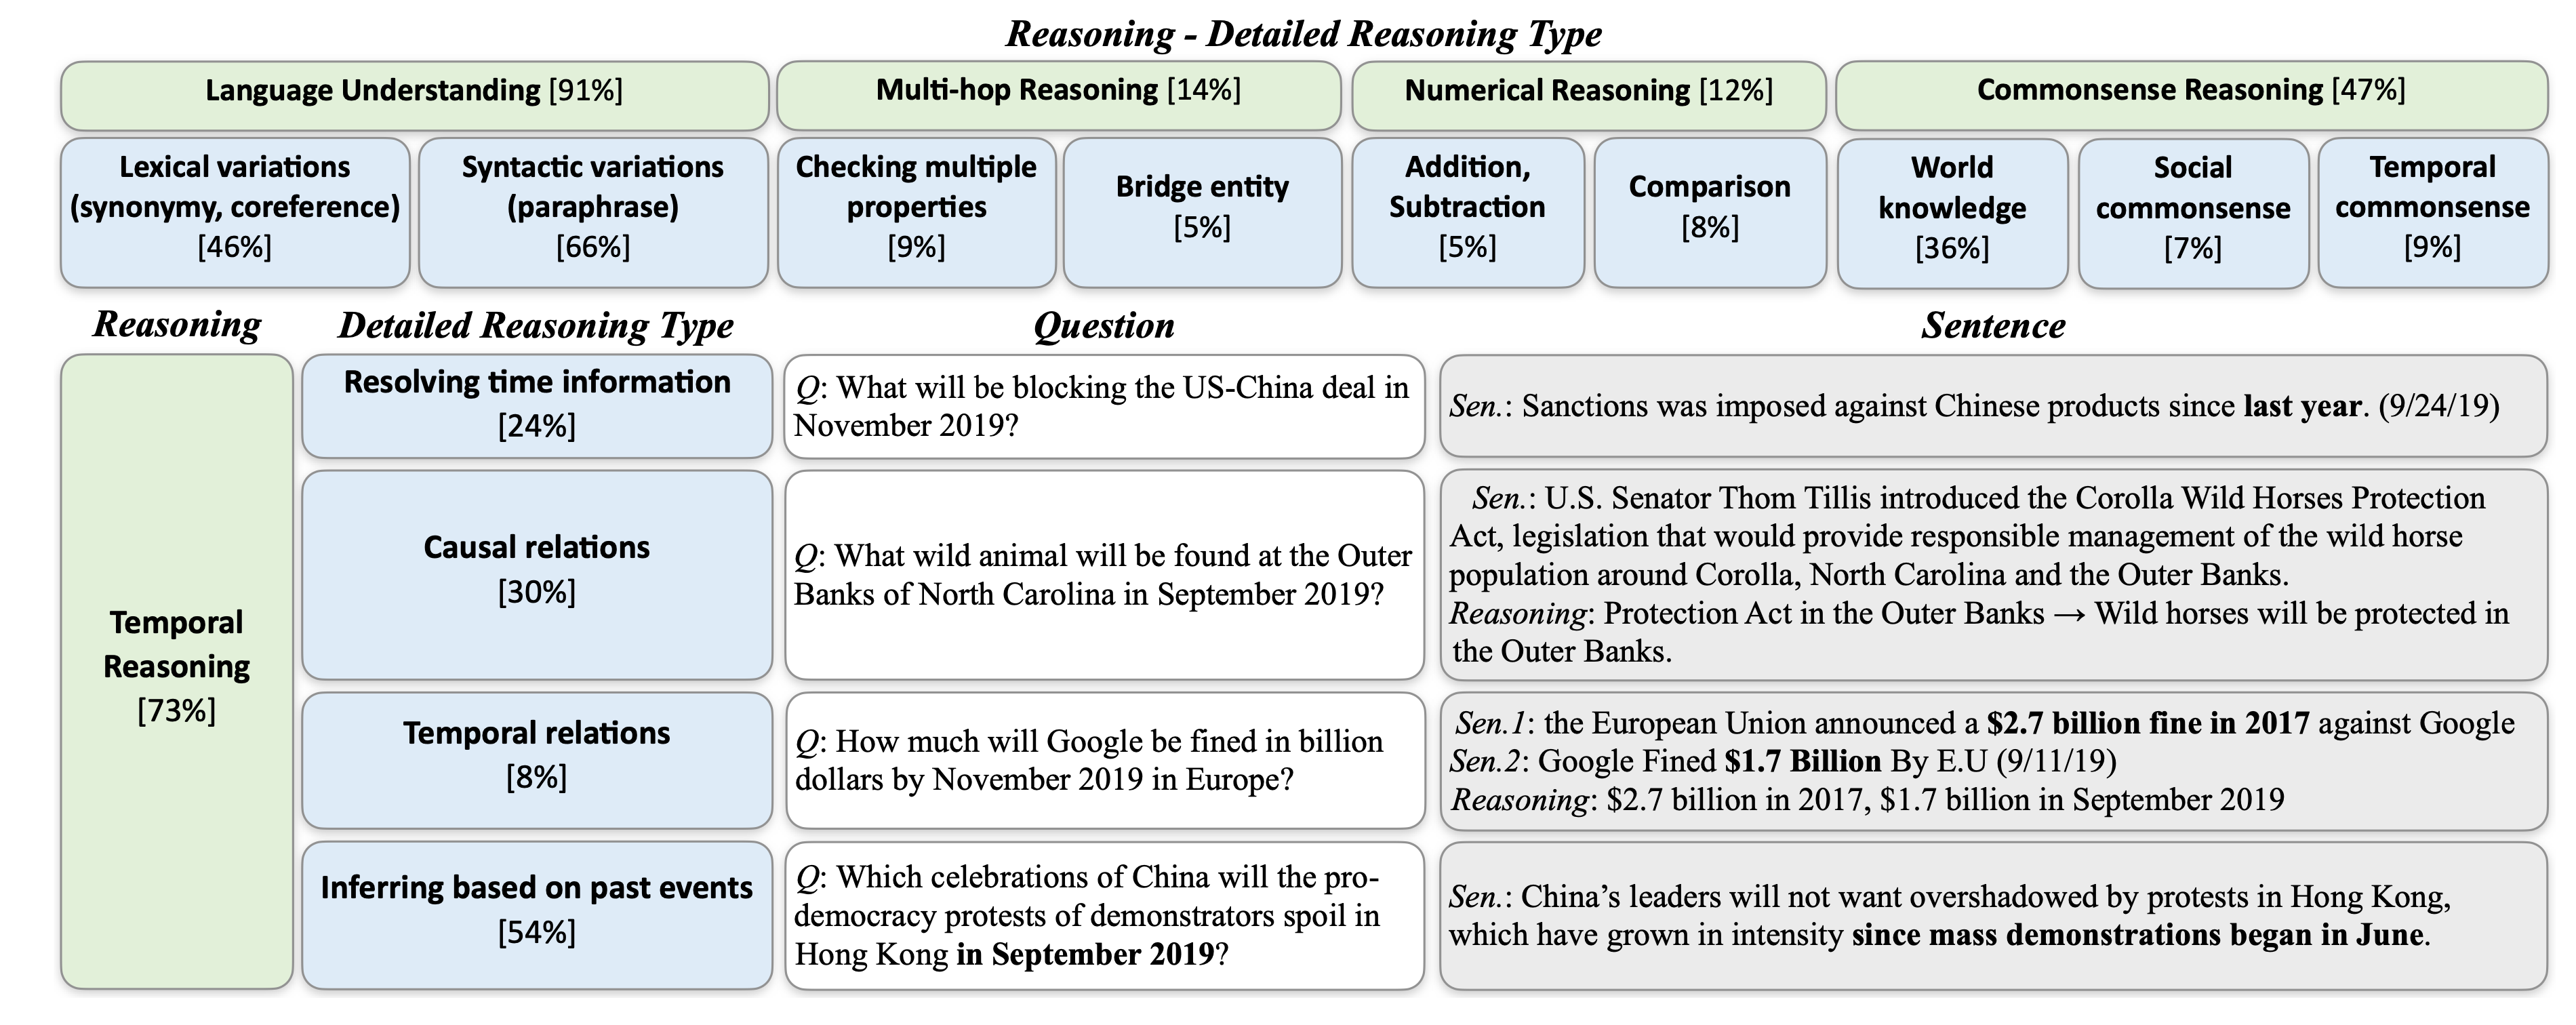 Reasoning - Detailed Reasoning Type
Language Understanding [91%]
Multi-hop Reasoning [14%]
Numerical Reasoning [12%]
Commonsense Reasoning [47%]
Lexical variations
(synonymy, coreference)
[46%]
Syntactic variations
(paraphrase)
[66%]
Checking multiple
properties
[9%]
Bridge entity
[5%]
Addition,
Subtraction
[5%]
Comparison
[8%]
World
knowledge
[36%]
Social
commonsense
[7%]
Temporal
commonsense
[9%]
Reasoning
Detailed Reasoning Type
Question
Sentence
Temporal
Reasoning
[73%]
Resolving time information
[24%]
Q: What will be blocking the US-China deal in
November 2019?
Sen.: Sanctions was imposed against Chinese products since last year. (9/24/19)
Causal relations
[30%]
Q: What wild animal will be found at the Outer
Banks of North Carolina in September 2019?
Sen.: U.S. Senator Thom Tillis introduced the Corolla Wild Horses Protection
Act, legislation that would provide responsible management of the wild horse
population around Corolla, North Carolina and the Outer Banks.
Reasoning: Protection Act in the Outer Banks → Wild horses will be protected in
the Outer Banks.
Temporal relations
[8%]
Q: How much will Google be fined in billion
dollars by November 2019 in Europe?
Sen.1: the European Union announced a $2.7 billion fine in 2017 against Google
Sen.2: Google Fined $1.7 Billion By E.U (9/11/19)
Reasoning: $2.7 billion in 2017, $1.7 billion in September 2019
Inferring based on past events
[54%]
Q: Which celebrations of China will the pro-
democracy protests of demonstrators spoil in
Hong Kong in September 2019?
Sen.: China’s leaders will not want overshadowed by protests in Hong Kong,
which have grown in intensity since mass demonstrations began in June.